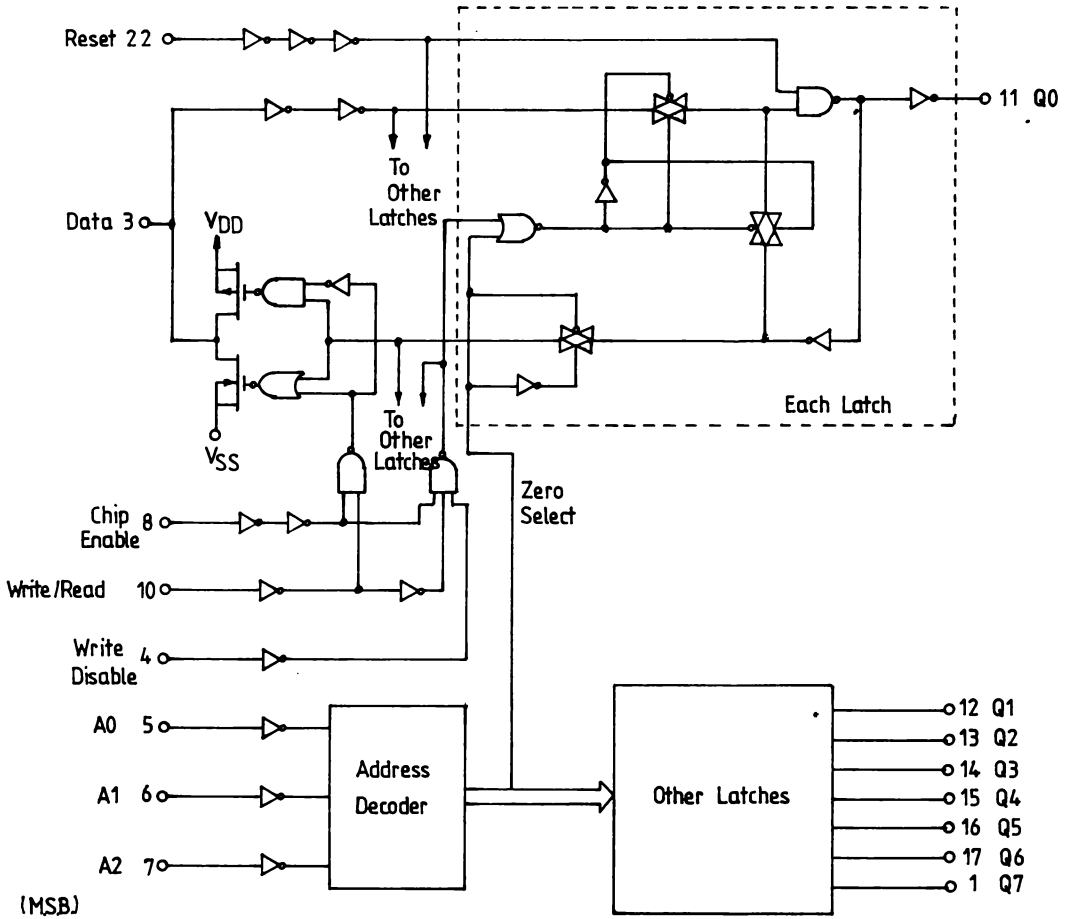 Reset 22
11 Q0
To
Other
Latches
Data 3
VDD
VSS
Each Latch
To
Other
Latches
Zero
Select
Chip
Enable 8
Write/Read 10
Write
Disable 4
A0 5
A1 6
A2 7
(M.S.B.)
Address
Decoder
Other Latches
12 Q1
13 Q2
14 Q3
15 Q4
16 Q5
17 Q6
1 Q7